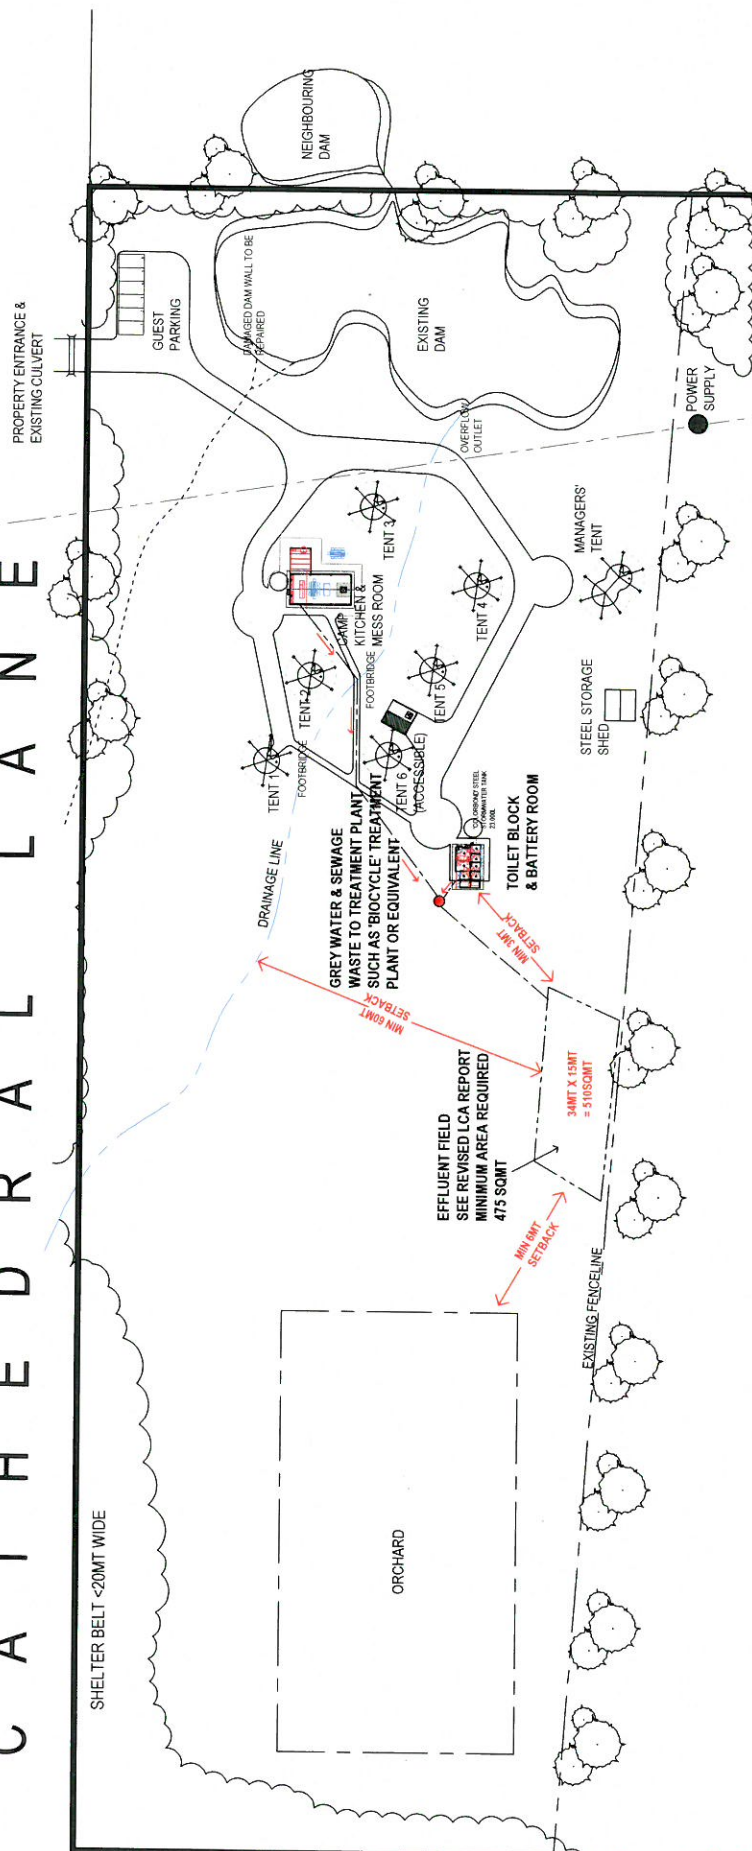 CATHEDRAL LANE
PROPERTY ENTRANCE &
EXISTING CULVERT
NEIGHBOURING
DAM
GUEST
PARKING
DAMAGED DAM WALL TO BE
REPAIRED
EXISTING
DAM
OVERFLOW
OUTLET
POWER
SUPPLY
TENT 3
CAMP
KITCHEN &
MESS ROOM
TENT 4
MANAGERS'
TENT
TENT 2
FOOTBRIDGE
TENT 5
TENT 1
FOOTBRIDGE
TENT 6
(ACCESSIBLE)
STEEL STORAGE
SHED
DRAINAGE LINE
GREY WATER & SEWAGE
WASTE TO TREATMENT PLANT
SUCH AS 'BIOCYCLE' TREATMENT
PLANT OR EQUIVALENT
'COLORBOND' STEEL
STORMWATER TANK
TOILET BLOCK
& BATTERY ROOM
MIN 3MT
SETBACK
MIN 60MT
SETBACK
34MT X 15MT
= 510SQMT
EFFLUENT FIELD
SEE REVISED LCA REPORT
MINIMUM AREA REQUIRED
475 SQMT
MIN 6MT
SETBACK
EXISTING FENCELINE
ORCHARD
SHELTER BELT <20MT WIDE